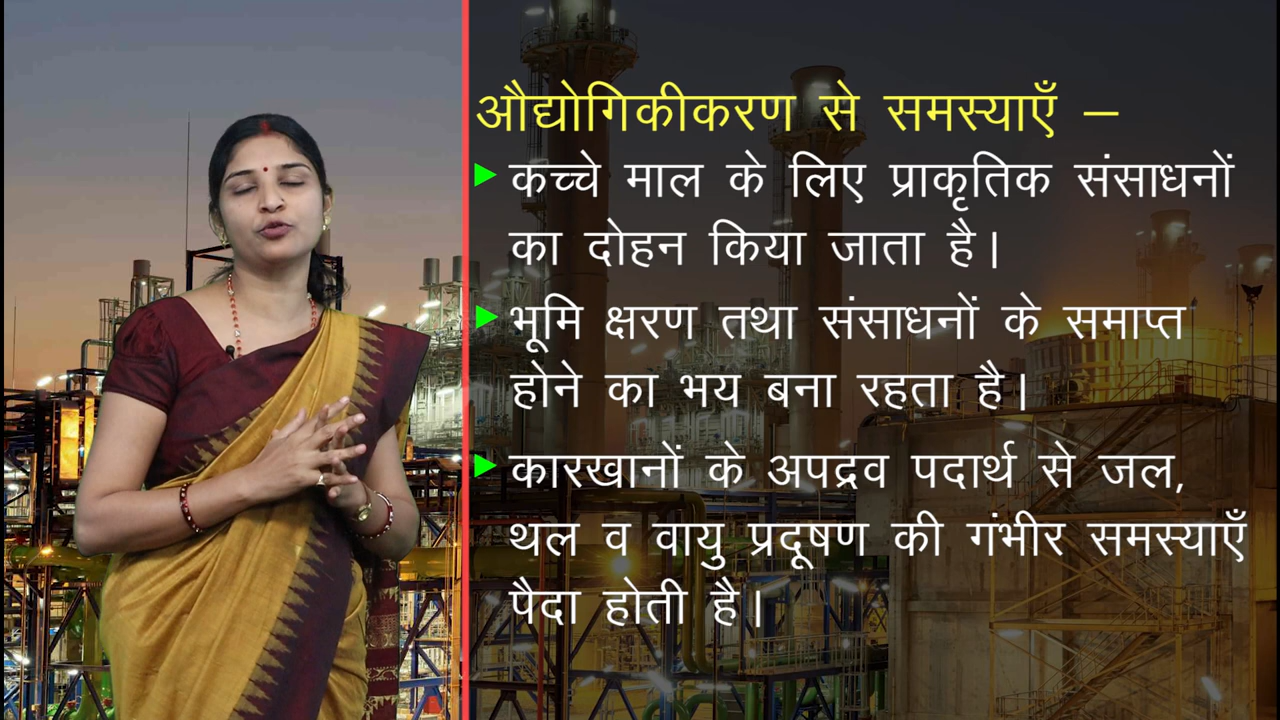 औद्योगिकीकरण से समस्याएँ –
कच्चे माल के लिए प्राकृतिक संसाधनों
का दोहन किया जाता है।
भूमि क्षरण तथा संसाधनों के समाप्त
होने का भय बना रहता है।
कारखानों के अपद्रव पदार्थ से जल,
थल व वायु प्रदूषण की गंभीर समस्याएँ
पैदा होती है।